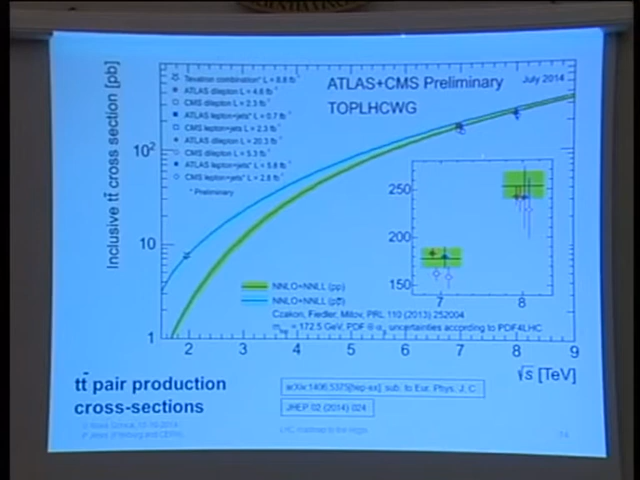 ATLAS+CMS Preliminary
July 2014
TOPLHCWG
Inclusive tt̄ cross section [pb]
Tevatron combination* L = 8.8 fb⁻¹
ATLAS dilepton L = 4.6 fb⁻¹
CMS dilepton L = 2.3 fb⁻¹
ATLAS lepton+jets* L = 0.7 fb⁻¹
CMS lepton+jets L = 2.3 fb⁻¹
ATLAS dilepton L = 20.3 fb⁻¹
CMS dilepton L = 5.3 fb⁻¹
ATLAS lepton+jets* L = 5.8 fb⁻¹
CMS lepton+jets* L = 2.8 fb⁻¹
* Preliminary
10²
10
1
250
200
150
7 8
NNLO+NNLL (pp)
NNLO+NNLL (pp̄)
Czakon, Fiedler, Mitov, PRL 110 (2013) 252004
m = 172.5 GeV, PDF ⊕ α uncertainties according to PDF4LHC
2 3 4 5 6 7 8 9
√s [TeV]
tt̄ pair production
cross-sections
arXiv:1406.5375[hep-ex], sub. to Eur. Phys. J. C
JHEP 02 (2014) 024
LHC roadmap to the Higgs